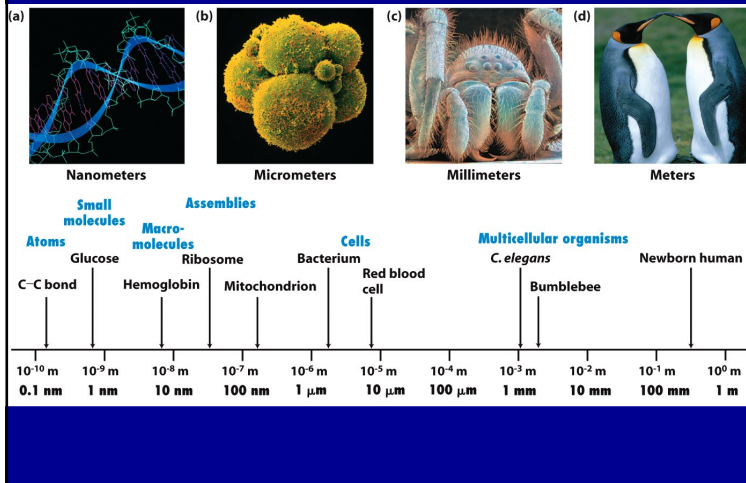 (a) (b) (c) (d)
Nanometers Micrometers Millimeters Meters
Small
molecules
Assemblies
Macro-
molecules
Atoms
Cells
Multicellular organisms
Glucose Ribosome Bacterium C. elegans Newborn human
Red blood
cell
C–C bond Hemoglobin Mitochondrion Bumblebee
10⁻¹⁰ m 10⁻⁹ m 10⁻⁸ m 10⁻⁷ m 10⁻⁶ m 10⁻⁵ m 10⁻⁴ m 10⁻³ m 10⁻² m 10⁻¹ m 10⁰ m
0.1 nm 1 nm 10 nm 100 nm 1 μm 10 μm 100 μm 1 mm 10 mm 100 mm 1 m